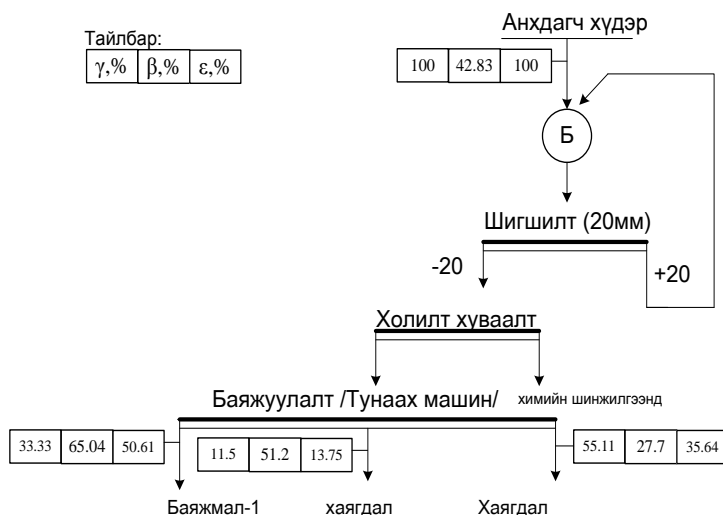 Анхдагч хүдэр
Тайлбар:
γ,% β,% ε,%
100 42.83 100
Б
Шигшилт (20мм)
-20
+20
Холилт хуваалт
Баяжуулалт /Тунаах машин/
химийн шинжилгээнд
33.33 65.04 50.61
11.5 51.2 13.75
55.11 27.7 35.64
Баяжмал-1
хаягдал
Хаягдал